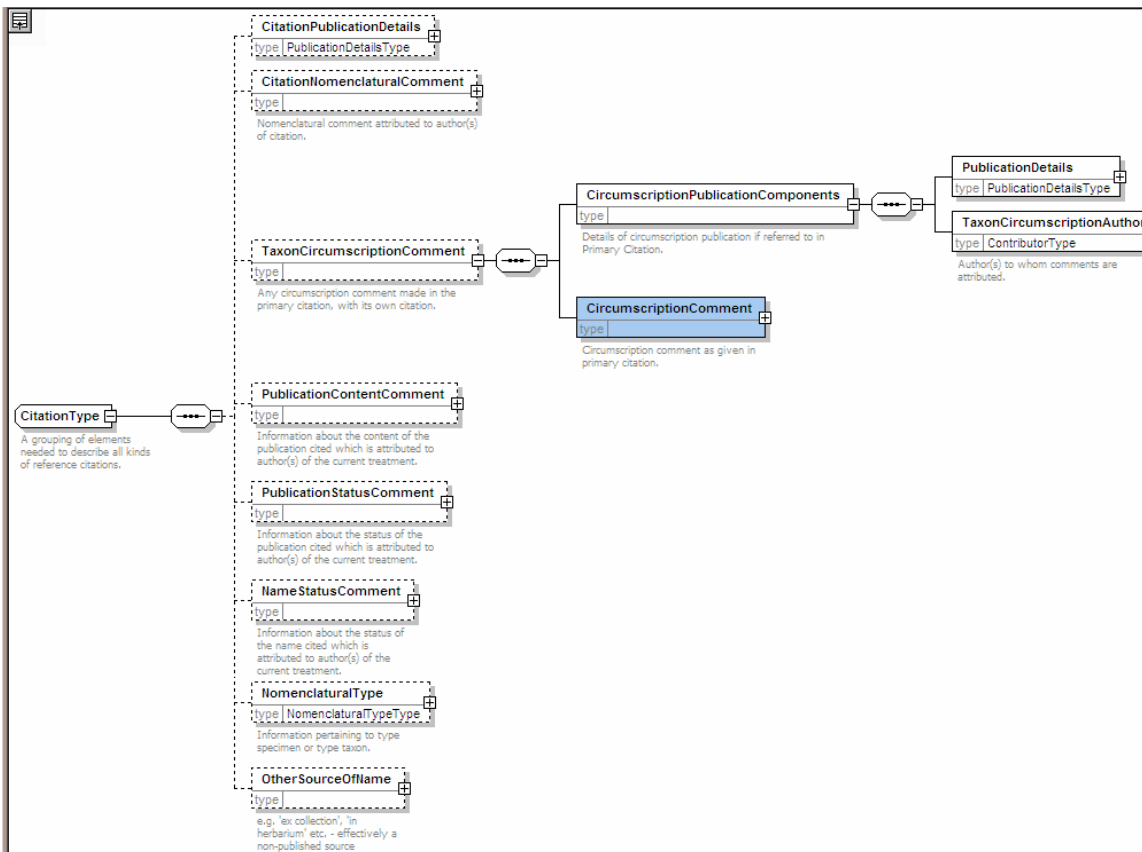 CitationPublicationDetails
type PublicationDetailsType
CitationNomenclaturalComment
type
Nomenclatural comment attributed to author(s)
of citation.
TaxonCircumscriptionComment
type
Any circumscription comment made in the
primary citation, with its own citation.
CircumscriptionPublicationComponents
type
Details of circumscription publication if referred to in
Primary Citation.
PublicationDetails
type PublicationDetailsType
TaxonCircumscriptionAuthor
type ContributorType
Author(s) to whom comments are
attributed.
CircumscriptionComment
type
Circumscription comment as given in
primary citation.
CitationType
A grouping of elements
needed to describe all kinds
of reference citations.
PublicationContentComment
type
Information about the content of the
publication cited which is attributed to
author(s) of the current treatment.
PublicationStatusComment
type
Information about the status of the
publication cited which is attributed to
author(s) of the current treatment.
NameStatusComment
type
Information about the status of
the name cited which is
attributed to author(s) of the
current treatment.
NomenclaturalType
type NomenclaturalTypeType
Information pertaining to type
specimen or type taxon.
OtherSourceOfName
type
e.g. 'ex collection', 'in
herbarium' etc. - effectively a
non-published source